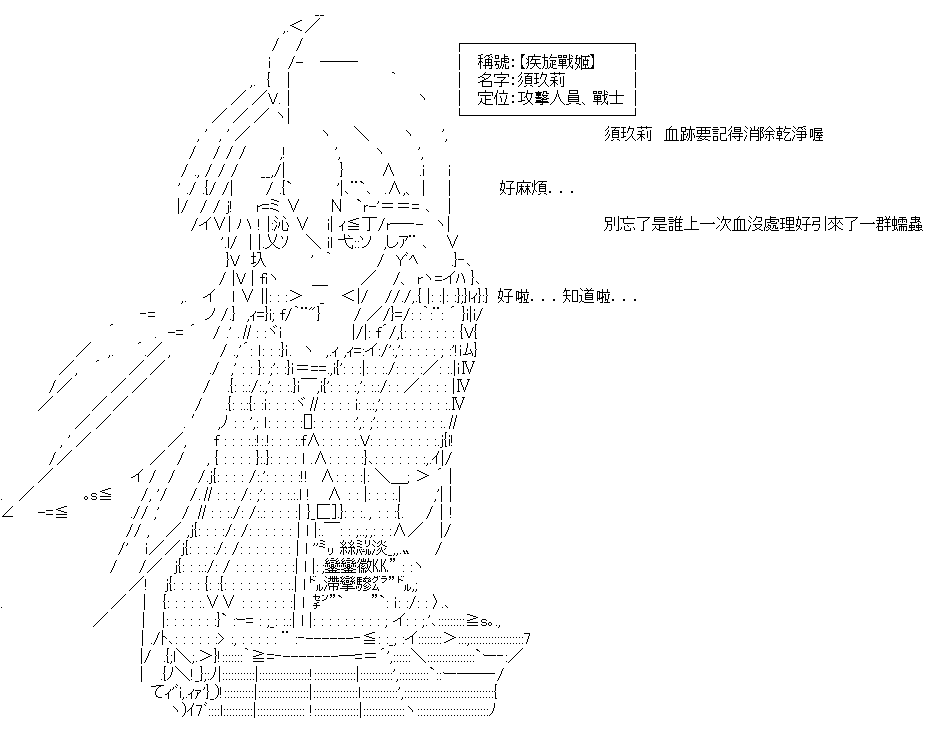 稱號：【疾旋戰姬】
名字：須玖莉
定位：攻擊人員、戰士
須玖莉　血跡要記得消除乾淨喔
好麻煩...
別忘了是誰上一次血沒處理好引來了一群蠕蟲
好啦...知道啦...